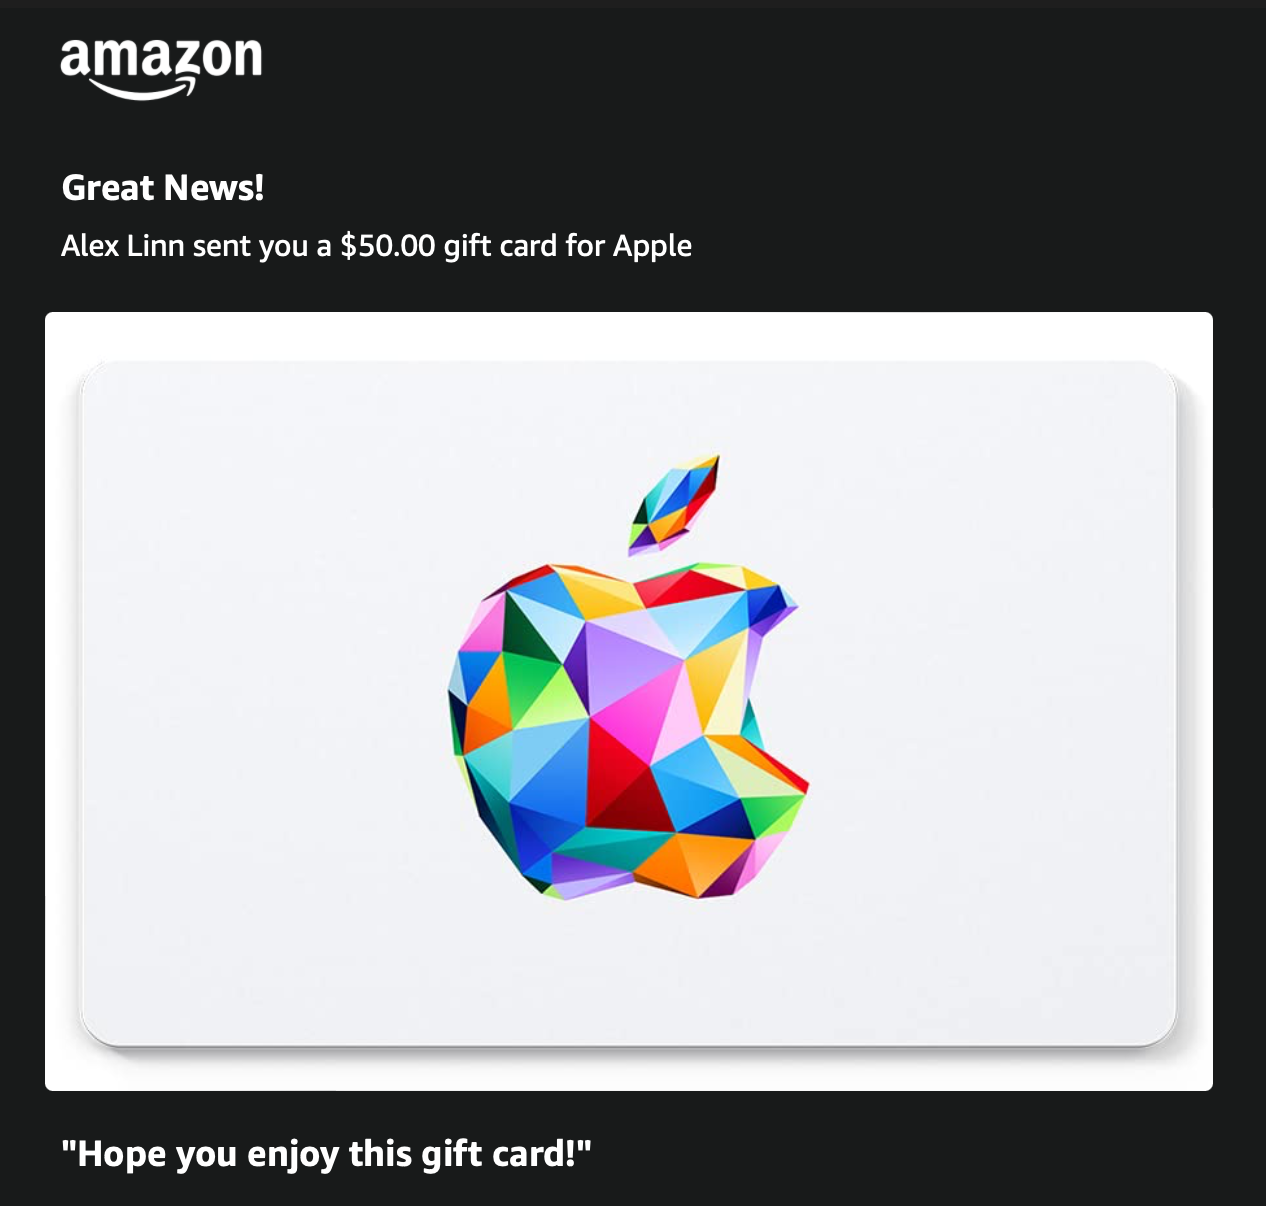 amazon
Great News!
Alex Linn sent you a $50.00 gift card for Apple
"Hope you enjoy this gift card!"